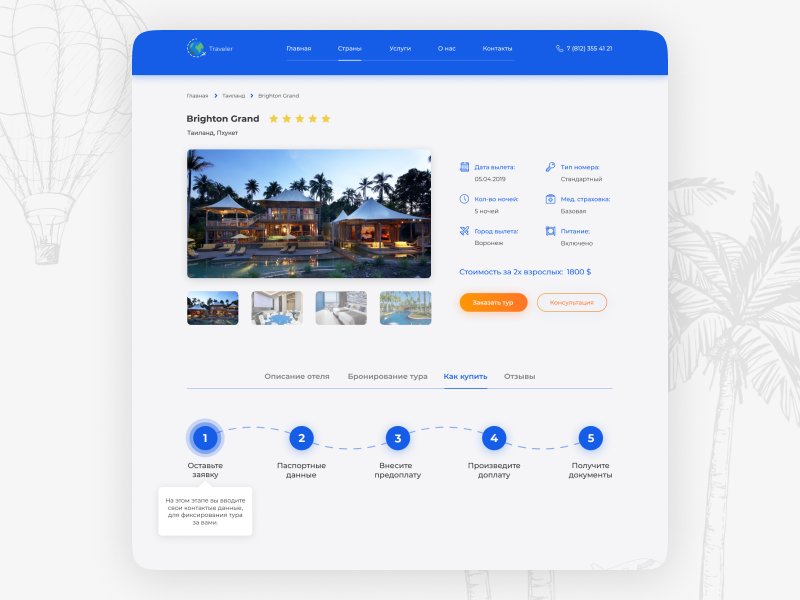 Traveler
Главная
Страны
Услуги
О нас
Контакты
7 (812) 355 41 21
Главная
Таиланд
Brighton Grand
Brighton Grand
Таиланд, Пхукет
Дата вылета:
05.04.2019
Тип номера:
Стандартный
Кол-во ночей:
5 ночей
Мед. страховка:
Базовая
Город вылета:
Воронеж
Питание:
Включено
Стоимость за 2х взрослых: 1800 $
Заказать тур
Консультация
Описание отеля
Бронирование тура
Как купить
Отзывы
1
2
3
4
5
Оставьте
заявку
Паспортные
данные
Внесите
предоплату
Произведите
доплату
Получите
документы
На этом этапе вы вводите
свои контактые данные,
для фиксирования тура
за вами.